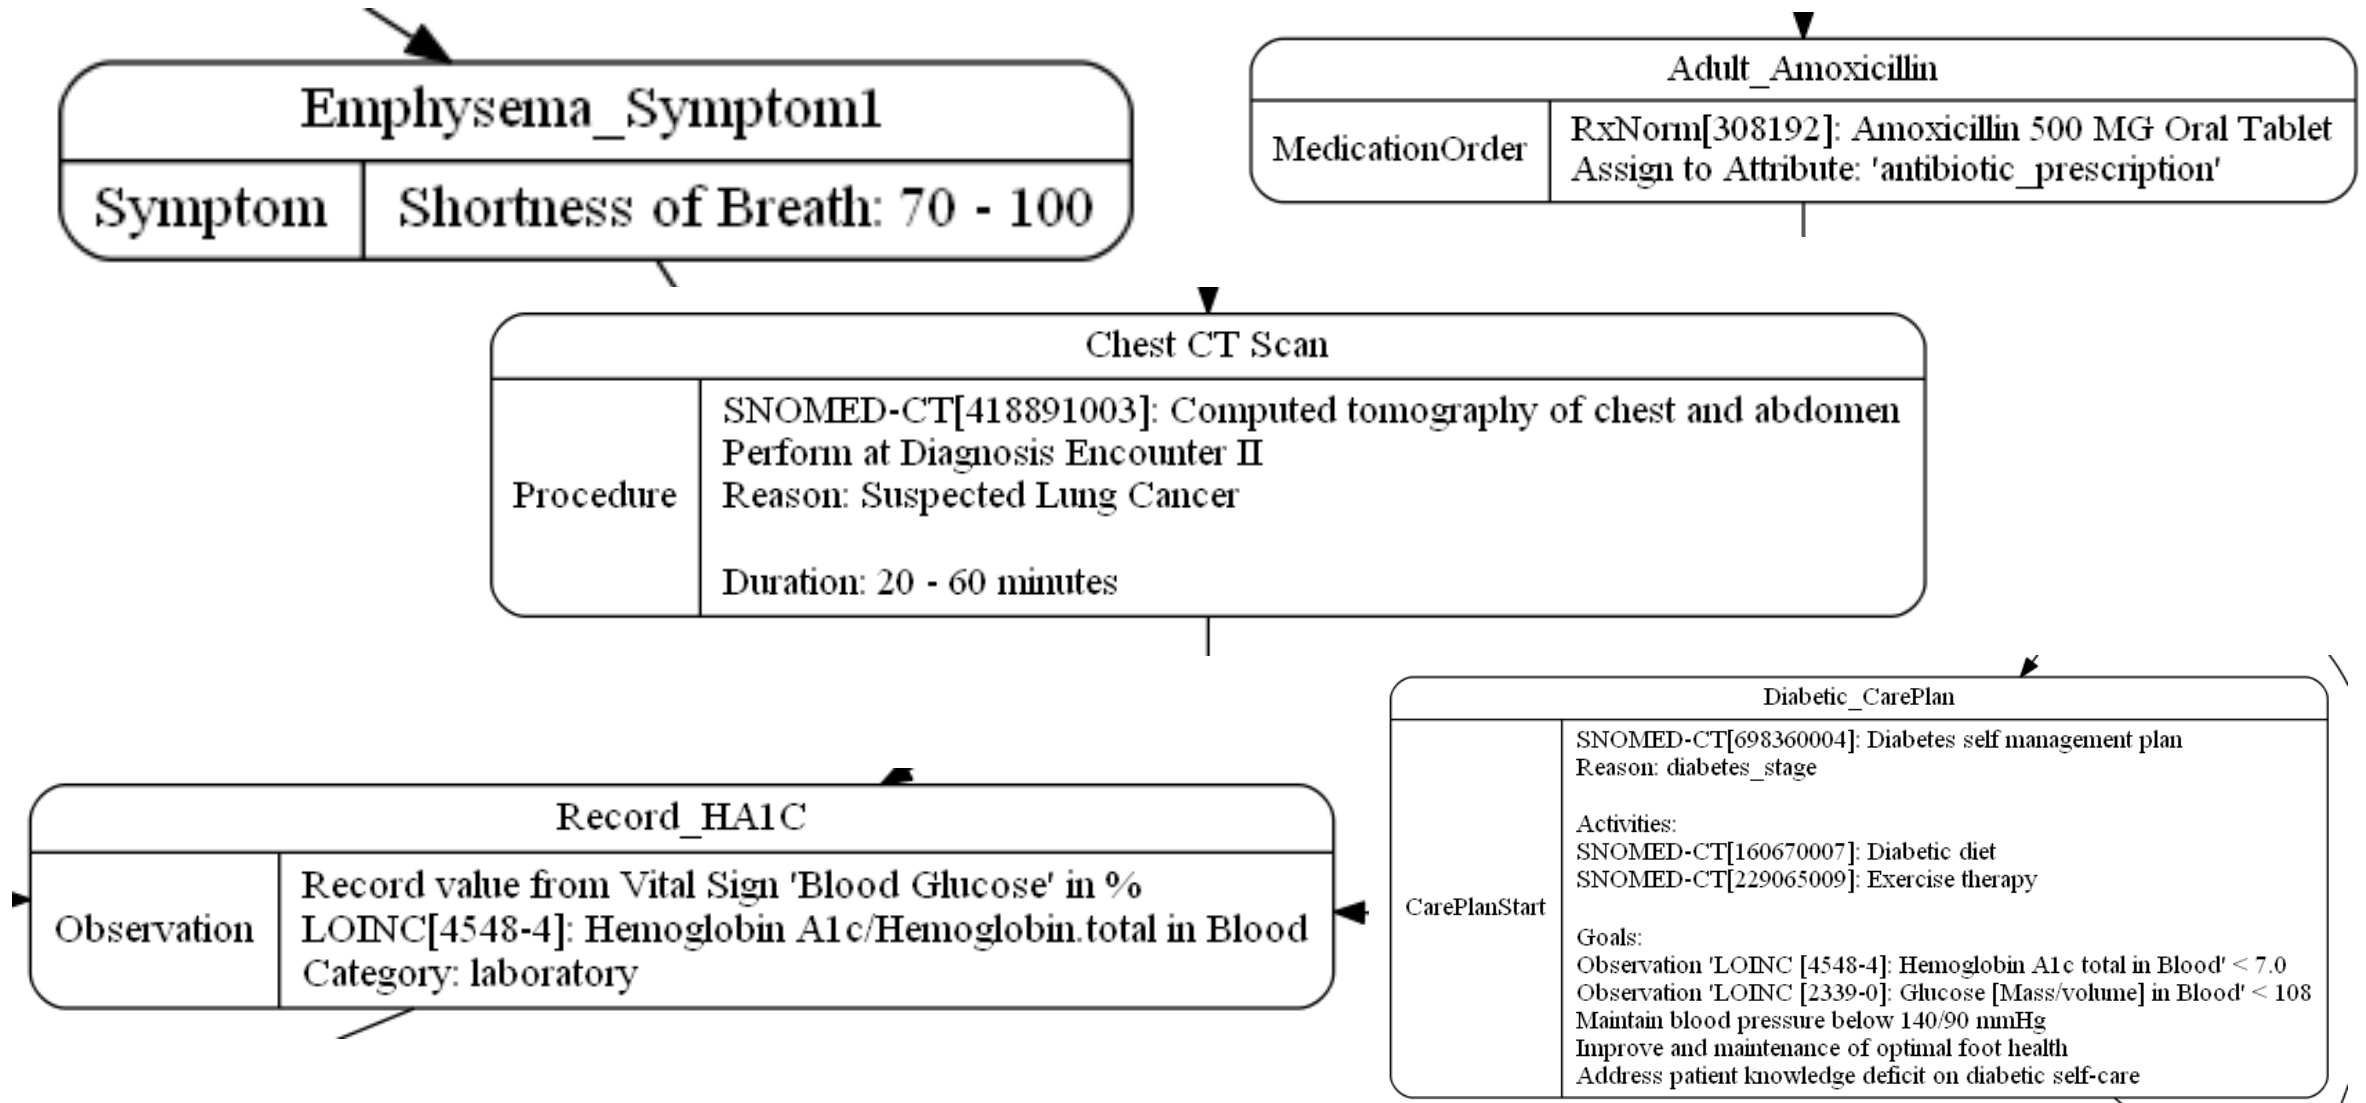 Emphysema_Symptom1
Symptom
Shortness of Breath: 70 - 100
Adult_Amoxicillin
MedicationOrder
RxNorm[308192]: Amoxicillin 500 MG Oral Tablet
Assign to Attribute: 'antibiotic_prescription'
Chest CT Scan
Procedure
SNOMED-CT[418891003]: Computed tomography of chest and abdomen
Perform at Diagnosis Encounter II
Reason: Suspected Lung Cancer
Duration: 20 - 60 minutes
Record_HA1C
Observation
Record value from Vital Sign 'Blood Glucose' in %
LOINC[4548-4]: Hemoglobin A1c/Hemoglobin.total in Blood
Category: laboratory
Diabetic_CarePlan
CarePlanStart
SNOMED-CT[698360004]: Diabetes self management plan
Reason: diabetes_stage
Activities:
SNOMED-CT[160670007]: Diabetic diet
SNOMED-CT[229065009]: Exercise therapy
Goals:
Observation 'LOINC [4548-4]: Hemoglobin A1c total in Blood' < 7.0
Observation 'LOINC [2339-0]: Glucose [Mass/volume] in Blood' < 108
Maintain blood pressure below 140/90 mmHg
Improve and maintenance of optimal foot health
Address patient knowledge deficit on diabetic self-care